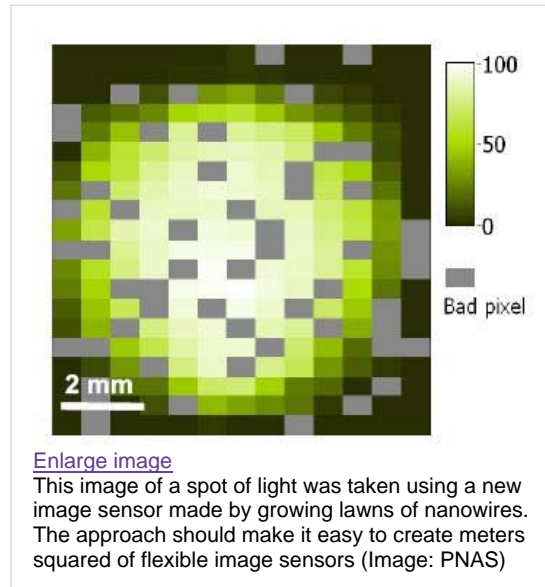 100
50
0
Bad pixel
2 mm
Enlarge image
This image of a spot of light was taken using a new
image sensor made by growing lawns of nanowires.
The approach should make it easy to create meters
squared of flexible image sensors (Image: PNAS)